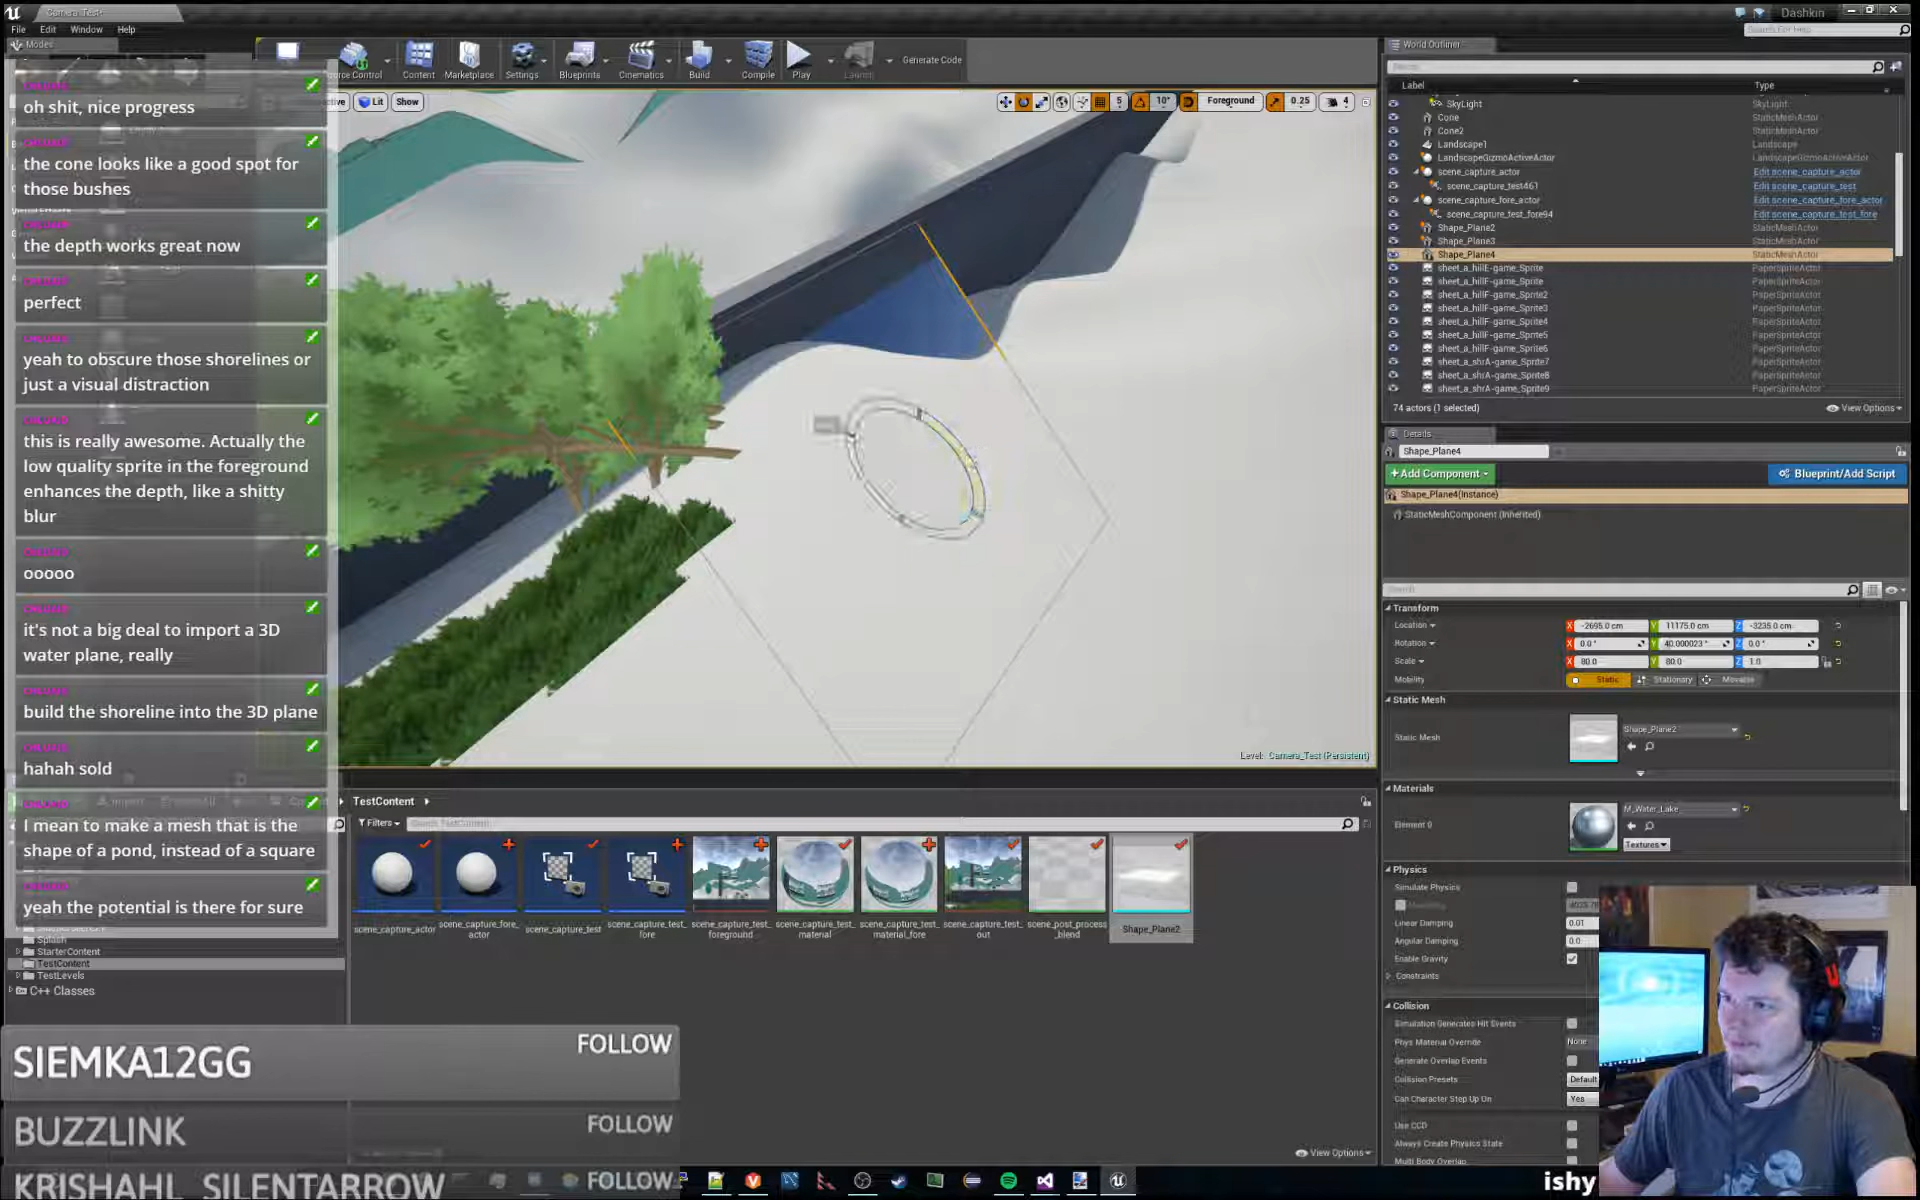 Camera_Test
Dashkin
File Edit Window Help
Modes
Source Control Content Marketplace Settings Blueprints Cinematics Build Compile Play Launch Generate Code
Lit Show
5 10° Foreground 0.25 4
oh shit, nice progress
the cone looks like a good spot for
those bushes
the depth works great now
perfect
yeah to obscure those shorelines or
just a visual distraction
this is really awesome. Actually the
low quality sprite in the foreground
enhances the depth, like a shitty
blur
ooooo
it's not a big deal to import a 3D
water plane, really
build the shoreline into the 3D plane
hahah sold
I mean to make a mesh that is the
shape of a pond, instead of a square
yeah the potential is there for sure
Level: Camera_Test (Persistent)
World Outliner
Label Type
SkyLight SkyLight
Cone StaticMeshActor
Cone2 StaticMeshActor
Landscape1 Landscape
LandscapeGizmoActiveActor LandscapeGizmoActiveActor
scene_capture_actor Edit scene_capture_actor
scene_capture_test461 Edit scene_capture_test
scene_capture_fore_actor Edit scene_capture_fore_actor
scene_capture_test_fore94 Edit scene_capture_test_fore
Shape_Plane2 StaticMeshActor
Shape_Plane3 StaticMeshActor
Shape_Plane4 StaticMeshActor
sheet_a_hillE-game_Sprite PaperSpriteActor
sheet_a_hillF-game_Sprite PaperSpriteActor
sheet_a_hillF-game_Sprite2 PaperSpriteActor
sheet_a_hillF-game_Sprite3 PaperSpriteActor
sheet_a_hillF-game_Sprite4 PaperSpriteActor
sheet_a_hillF-game_Sprite5 PaperSpriteActor
sheet_a_hillF-game_Sprite6 PaperSpriteActor
sheet_a_shrA-game_Sprite7 PaperSpriteActor
sheet_a_shrA-game_Sprite8 PaperSpriteActor
sheet_a_shrA-game_Sprite9 PaperSpriteActor
74 actors (1 selected) View Options
Details
Shape_Plane4
+Add Component Blueprint/Add Script
Shape_Plane4(Instance)
StaticMeshComponent (Inherited)
Search
Transform
Location X -2695.0 cm Y 11175.0 cm Z -3235.0 cm
Rotation X 0.0 ° Y 40.000023 ° Z 0.0 °
Scale X 80.0 Y 80.0 Z 1.0
Mobility Static Stationary Movable
Static Mesh
Static Mesh Shape_Plane2
Materials
Element 0 M_Water_Lake
Textures
Physics
Simulate Physics
Linear Damping 0.01
Angular Damping 0.0
Enable Gravity
Constraints
Collision
Simulation Generates Hit Events
Phys Material Override None
Generate Overlap Events
Collision Presets Default
Can Character Step Up On Yes
Use CCD
Always Create Physics State
Multi Body Overlap
TestContent
Filters
scene_capture_actor
scene_capture_fore_actor
scene_capture_test
scene_capture_test_fore
scene_capture_test_foreground
scene_capture_test_material
scene_capture_test_material_fore
scene_capture_test_out
scene_post_process_blend
Shape_Plane2
Splash
StarterContent
TestContent
TestLevels
C++ Classes
View Options
SIEMKA12GG FOLLOW
BUZZLINK FOLLOW
KRISHAHL_SILENTARROW FOLLOW
ishy